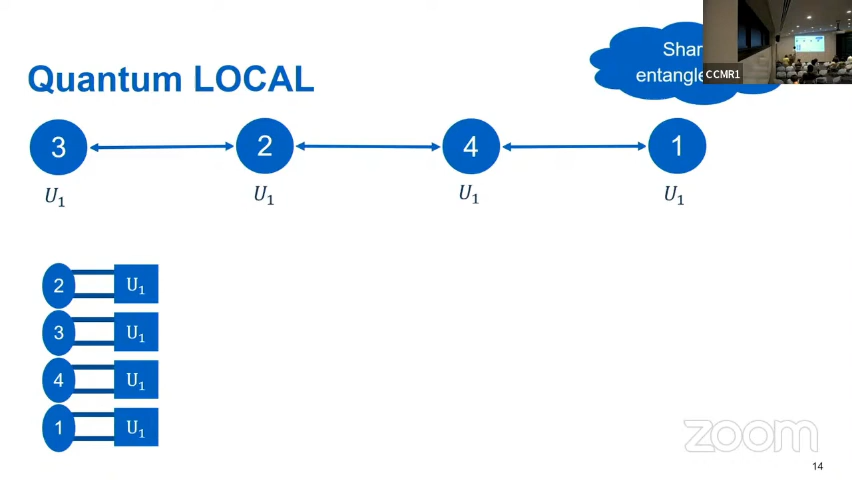 Quantum LOCAL
CCMR1
3
2
4
1
U₁
U₁
U₁
U₁
2 U₁
3 U₁
4 U₁
1 U₁
zoom
14